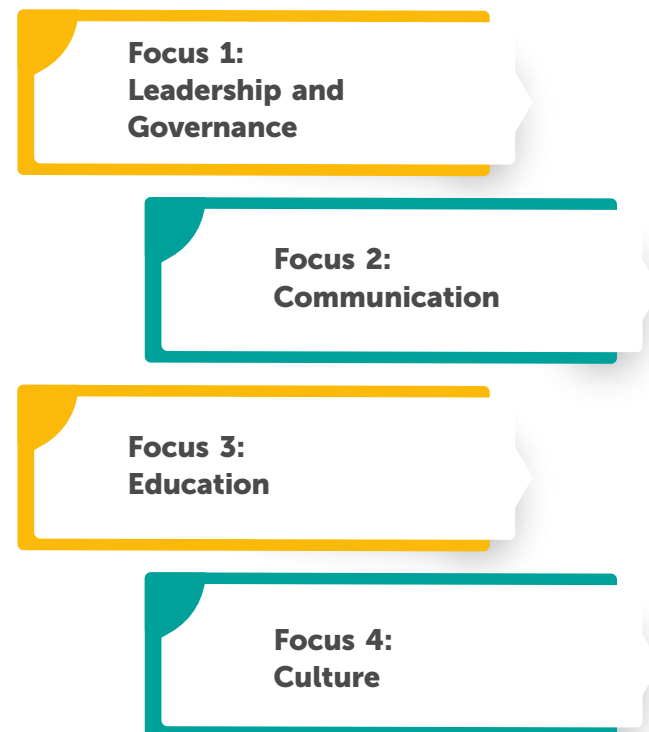 Focus 1:
Leadership and
Governance
Focus 2:
Communication
Focus 3:
Education
Focus 4:
Culture